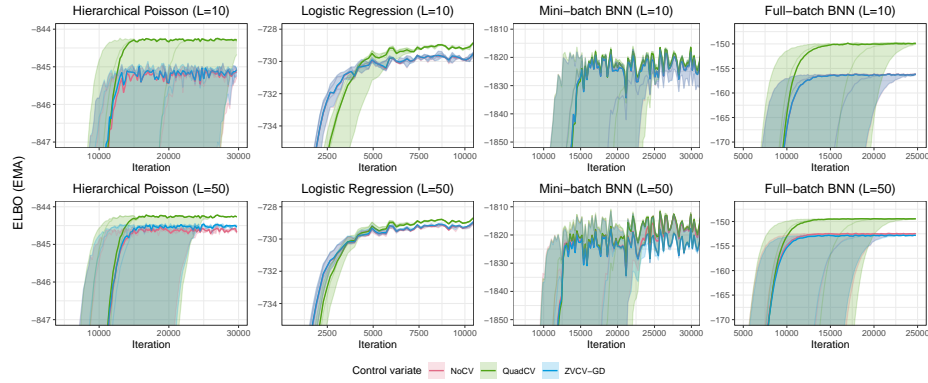 Hierarchical Poisson (L=10)
Logistic Regression (L=10)
Mini-batch BNN (L=10)
Full-batch BNN (L=10)
−844
−845
−846
−847
10000 20000 30000
Iteration
−728
−730
−732
−734
2500 5000 7500 10000
Iteration
−1810
−1820
−1830
−1840
−1850
10000 15000 20000 25000 30000
Iteration
−150
−155
−160
−165
−170
5000 10000 15000 20000 25000
Iteration
ELBO (EMA)
Hierarchical Poisson (L=50)
Logistic Regression (L=50)
Mini-batch BNN (L=50)
Full-batch BNN (L=50)
−844
−845
−846
−847
10000 20000 30000
Iteration
−728
−730
−732
−734
2500 5000 7500 10000
Iteration
−1810
−1820
−1830
−1840
−1850
10000 15000 20000 25000 30000
Iteration
−150
−155
−160
−165
−170
5000 10000 15000 20000 25000
Iteration
Control variate NoCV QuadCV ZVCV−GD